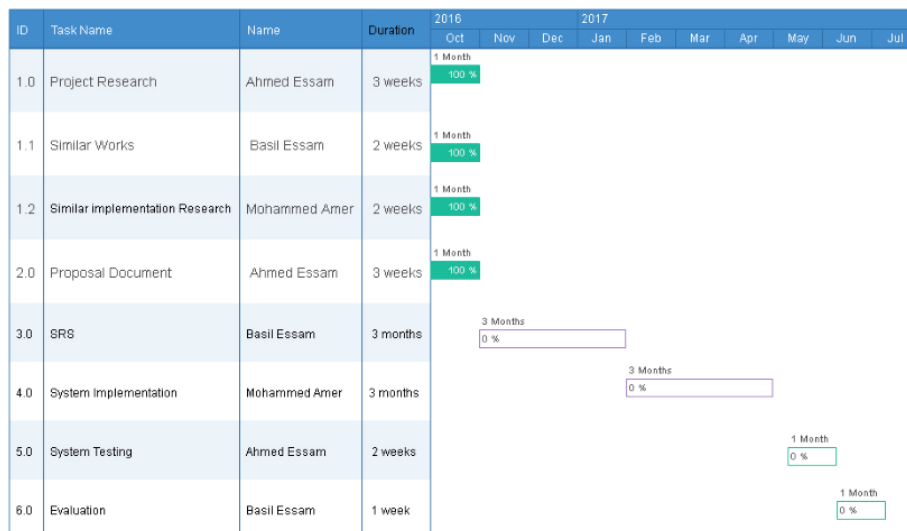 2016 2017
ID Task Name Name Duration Oct Nov Dec Jan Feb Mar Apr May Jun Jul
1 Month
1.0 Project Research Ahmed Essam 3 weeks 100 %
1 Month
1.1 Similar Works Basil Essam 2 weeks 100 %
1 Month
1.2 Similar implementation Research Mohammed Amer 2 weeks 100 %
1 Month
2.0 Proposal Document Ahmed Essam 3 weeks 100 %
3 Months
3.0 SRS Basil Essam 3 months 0 %
3 Months
4.0 System Implementation Mohammed Amer 3 months 0 %
1 Month
5.0 System Testing Ahmed Essam 2 weeks 0 %
1 Month
6.0 Evaluation Basil Essam 1 week 0 %